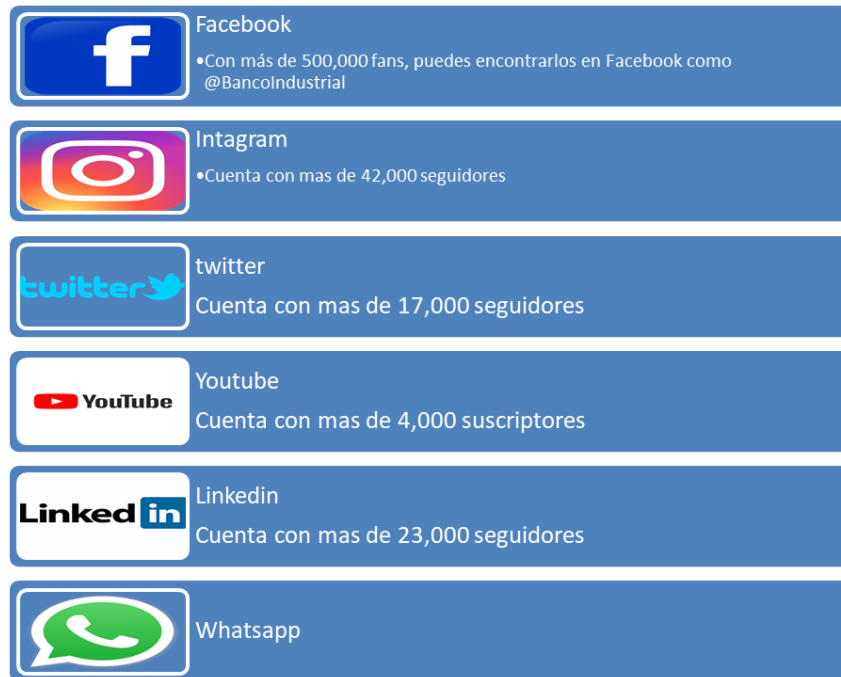 Facebook
•Con más de 500,000 fans, puedes encontrarlos en Facebook como
@BancoIndustrial
Intagram
•Cuenta con mas de 42,000 seguidores
twitter
twitter
Cuenta con mas de 17,000 seguidores
YouTube
Youtube
Cuenta con mas de 4,000 suscriptores
Linked in
Linkedin
Cuenta con mas de 23,000 seguidores
Whatsapp